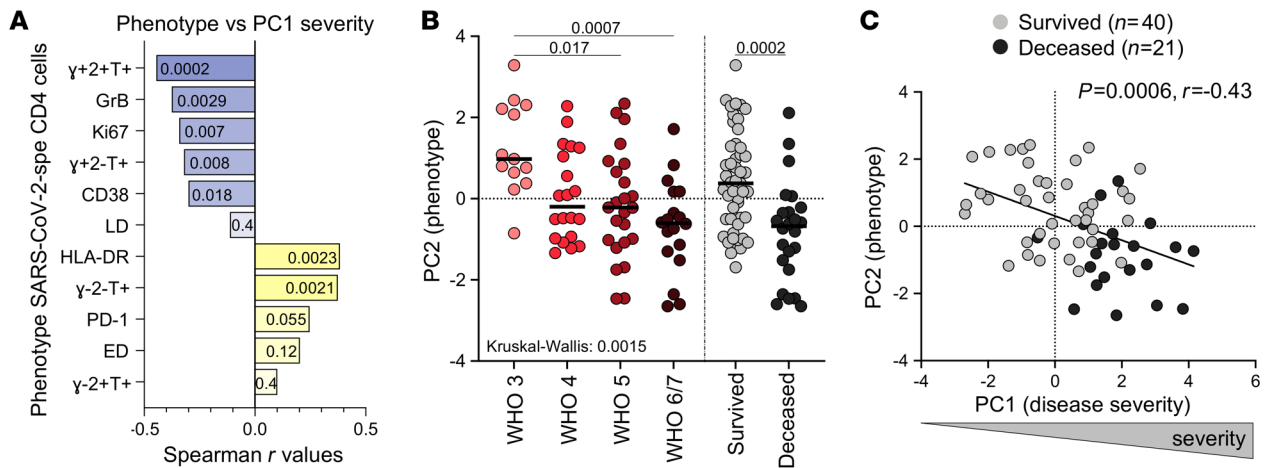 A
Phenotype vs PC1 severity
Phenotype SARS-CoV-2-spe CD4 cells
ɣ+2+T+
0.0002
GrB
0.0029
Ki67
0.007
ɣ+2-T+
0.008
CD38
0.018
LD
0.4
HLA-DR
0.0023
ɣ-2-T+
0.0021
PD-1
0.055
ED
0.12
ɣ-2+T+
0.4
-0.5
0.0
0.5
Spearman r values
B
PC2 (phenotype)
4
2
0
-2
-4
0.0007
0.017
0.0002
Kruskal-Wallis: 0.0015
WHO 3
WHO 4
WHO 5
WHO 6/7
Survived
Deceased
C
Survived (n=40)
Deceased (n=21)
P=0.0006, r=-0.43
PC2 (phenotype)
4
2
0
-2
-4
-4
-2
0
2
4
6
PC1 (disease severity)
severity